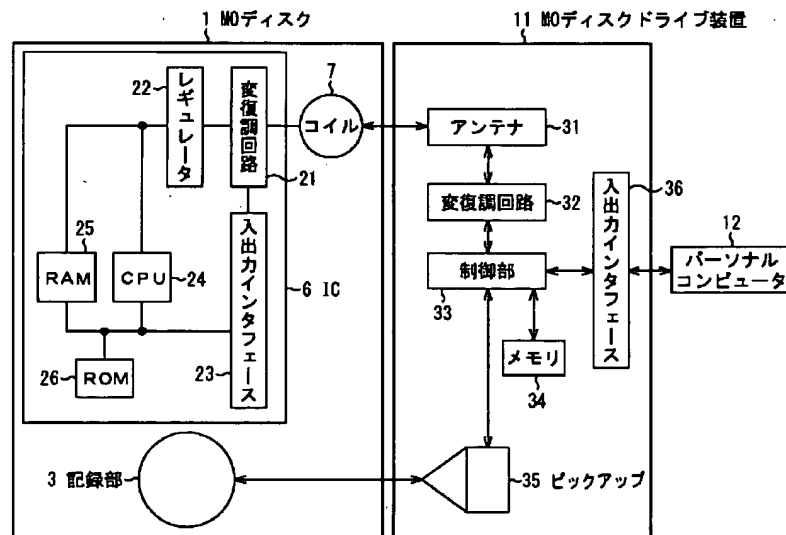 1 MOディスク
11 MOディスクドライブ装置
22
レギュレータ
変復調回路
21
7
コイル
アンテナ
31
変復調回路
32
36
入出力インタフェース
12
パーソナル
コンピュータ
25
RAM
CPU
24
入出力インタフェース
23
6 IC
制御部
33
26
ROM
メモリ
34
3 記録部
35 ピックアップ